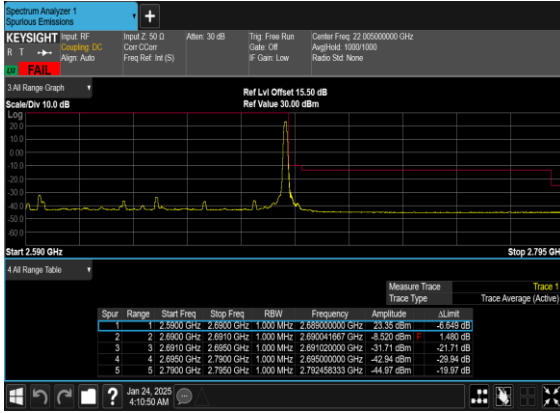 Spectrum Analyzer 1
Spurious Emissions
+
KEYSIGHT Input: RF Input Z: 50 Ω Atten: 30 dB Trig: Free Run Center Freq: 22.005000000 GHz
R T Coupling: DC Corr CCorr Gate: Off Avg|Hold: 1000/1000
Align: Auto Freq Ref: Int (S) IF Gain: Low Radio Std: None
FAIL
3 All Range Graph
Ref Lvl Offset 15.50 dB
Scale/Div 10.0 dB Ref Value 30.00 dBm
Log
20.0
10.0
0.00
-10.0
-20.0
-30.0
-40.0
-50.0
-60.0
Start 2.590 GHz Stop 2.795 GH
4 All Range Table
Measure Trace Trace 1
Trace Type Trace Average (Active)
Spur Range Start Freq Stop Freq RBW Frequency Amplitude ΔLimit
1 1 2.5900 GHz 2.6900 GHz 1.000 MHz 2.689000000 GHz 23.35 dBm -6.649 dB
2 2 2.6900 GHz 2.6910 GHz 1.000 MHz 2.690041667 GHz -8.520 dBm F 1.480 dB
3 3 2.6910 GHz 2.6950 GHz 1.000 MHz 2.691020000 GHz -31.71 dBm -21.71 dB
4 4 2.6950 GHz 2.7900 GHz 1.000 MHz 2.695000000 GHz -42.94 dBm -29.94 dB
5 5 2.7900 GHz 2.7950 GHz 1.000 MHz 2.792458333 GHz -44.97 dBm -19.97 dB
?
Jan 24, 2025
4:10:50 AM